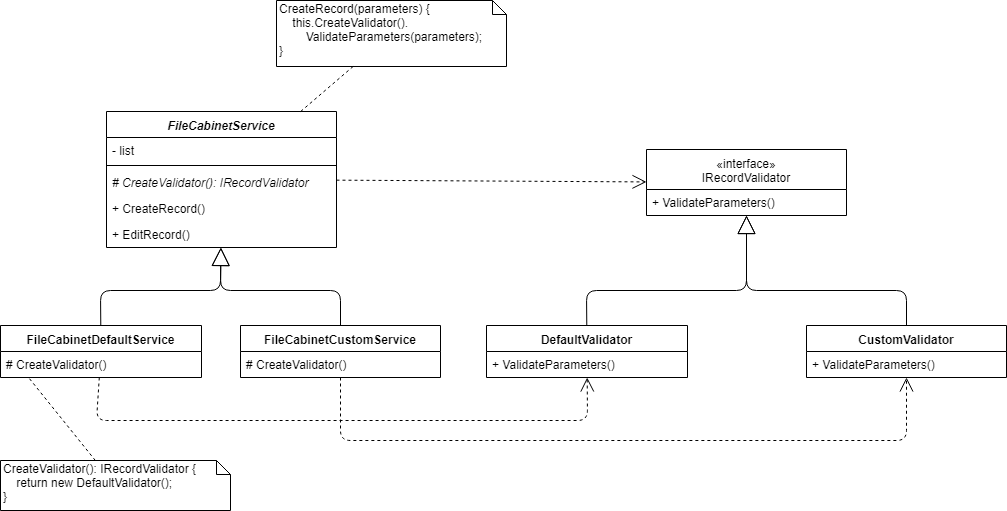 CreateRecord(parameters) {
this.CreateValidator().
ValidateParameters(parameters);
}
FileCabinetService
- list
# CreateValidator(): IRecordValidator
+ CreateRecord()
+ EditRecord()
«interface»
IRecordValidator
+ ValidateParameters()
FileCabinetDefaultService
# CreateValidator()
FileCabinetCustomService
# CreateValidator()
DefaultValidator
+ ValidateParameters()
CustomValidator
+ ValidateParameters()
CreateValidator(): IRecordValidator {
return new DefaultValidator();
}